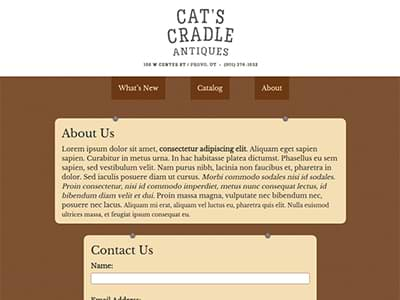 CAT'S
CRADLE
ANTIQUES
108 W CENTER ST • PROVO, UT • (801) 374-1832
What's New
Catalog
About
About Us
Lorem ipsum dolor sit amet, consectetur adipiscing elit. Aliquam eget sapien
sapien. Curabitur in metus urna. In hac habitasse platea dictumst. Phasellus eu sem
sapien, sed vestibulum velit. Nam purus nibh, lacinia non faucibus et, pharetra in
dolor. Sed iaculis posuere diam ut cursus. Morbi commodo sodales nisi id sodales.
Proin consectetur, nisi id commodo imperdiet, metus nunc consequat lectus, id
bibendum diam velit et dui. Proin massa magna, vulputate nec bibendum nec,
posuere nec lacus. Aliquam mi erat, aliquam vel luctus eu, pharetra quis elit. Nulla euismod
ultrices massa, et feugiat ipsum consequat eu.
Contact Us
Name:
Email Address: